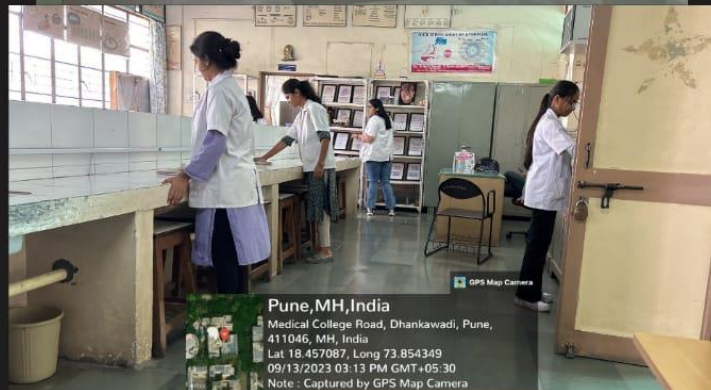 GPS Map Camera
Pune,MH,India
Medical College Road, Dhankawadi, Pune,
411046, MH, India
Lat 18.457087, Long 73.854349
09/13/2023 03:13 PM GMT+05:30
Note : Captured by GPS Map Camera